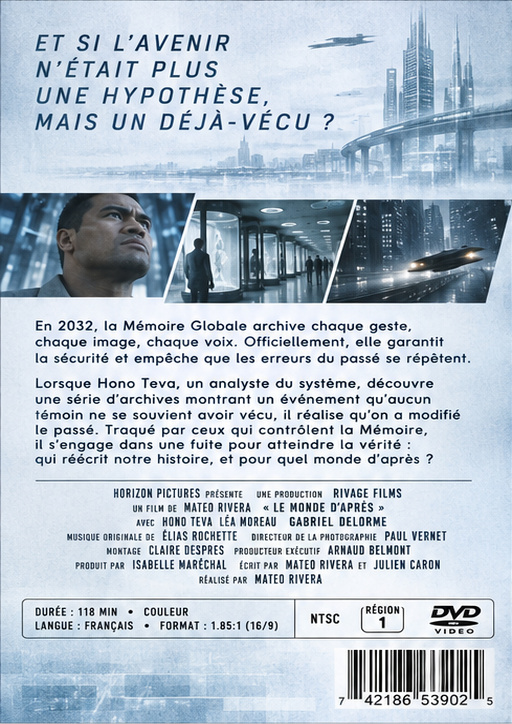 ET SI L'AVENIR
N'ÉTAIT PLUS
UNE HYPOTHÈSE,
MAIS UN DÉJÀ-VÉCU ?
En 2032, la Mémoire Globale archive chaque geste,
chaque image, chaque voix. Officiellement, elle garantit
la sécurité et empêche que les erreurs du passé se répètent.
Lorsque Hono Teva, un analyste du système, découvre
une série d'archives montrant un événement qu'aucun
témoin ne se souvient avoir vécu, il réalise qu'on a modifié
le passé. Traqué par ceux qui contrôlent la Mémoire,
il s'engage dans une fuite pour atteindre la vérité :
qui réécrit notre histoire, et pour quel monde d'après ?
HORIZON PICTURES PRÉSENTE UNE PRODUCTION RIVAGE FILMS
UN FILM DE MATEO RIVERA « LE MONDE D'APRÈS »
AVEC HONO TEVA LÉA MOREAU GABRIEL DELORME
MUSIQUE ORIGINALE DE ÉLIAS ROCHETTE DIRECTEUR DE LA PHOTOGRAPHIE PAUL VERNET
MONTAGE CLAIRE DESPRES PRODUCTEUR EXÉCUTIF ARNAUD BELMONT
PRODUIT PAR ISABELLE MARÉCHAL ÉCRIT PAR MATEO RIVERA ET JULIEN CARON
RÉALISÉ PAR MATEO RIVERA
DURÉE : 118 MIN • COULEUR
LANGUE : FRANÇAIS • FORMAT : 1.85:1 (16/9)
NTSC
RÉGION
1
DVD
VIDEO
7 42186 53902 5